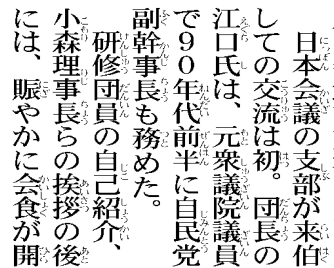 日本会議の支部が来伯
しての交流は初。団長の
江口氏は、元衆議院議員
で９０年代前半に自民党
副幹事長も務めた。
研修団員の自己紹介、
小森理事長らの挨拶の後
には、賑やかに会食が開